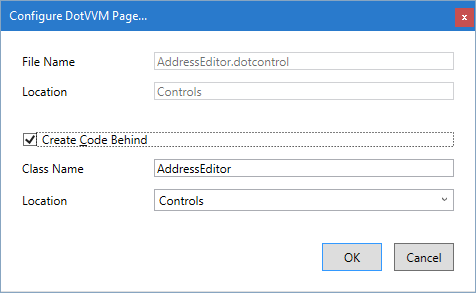 Configure DotVVM Page...
File Name AddressEditor.dotcontrol
Location Controls
Create Code Behind
Class Name AddressEditor
Location Controls
OK Cancel